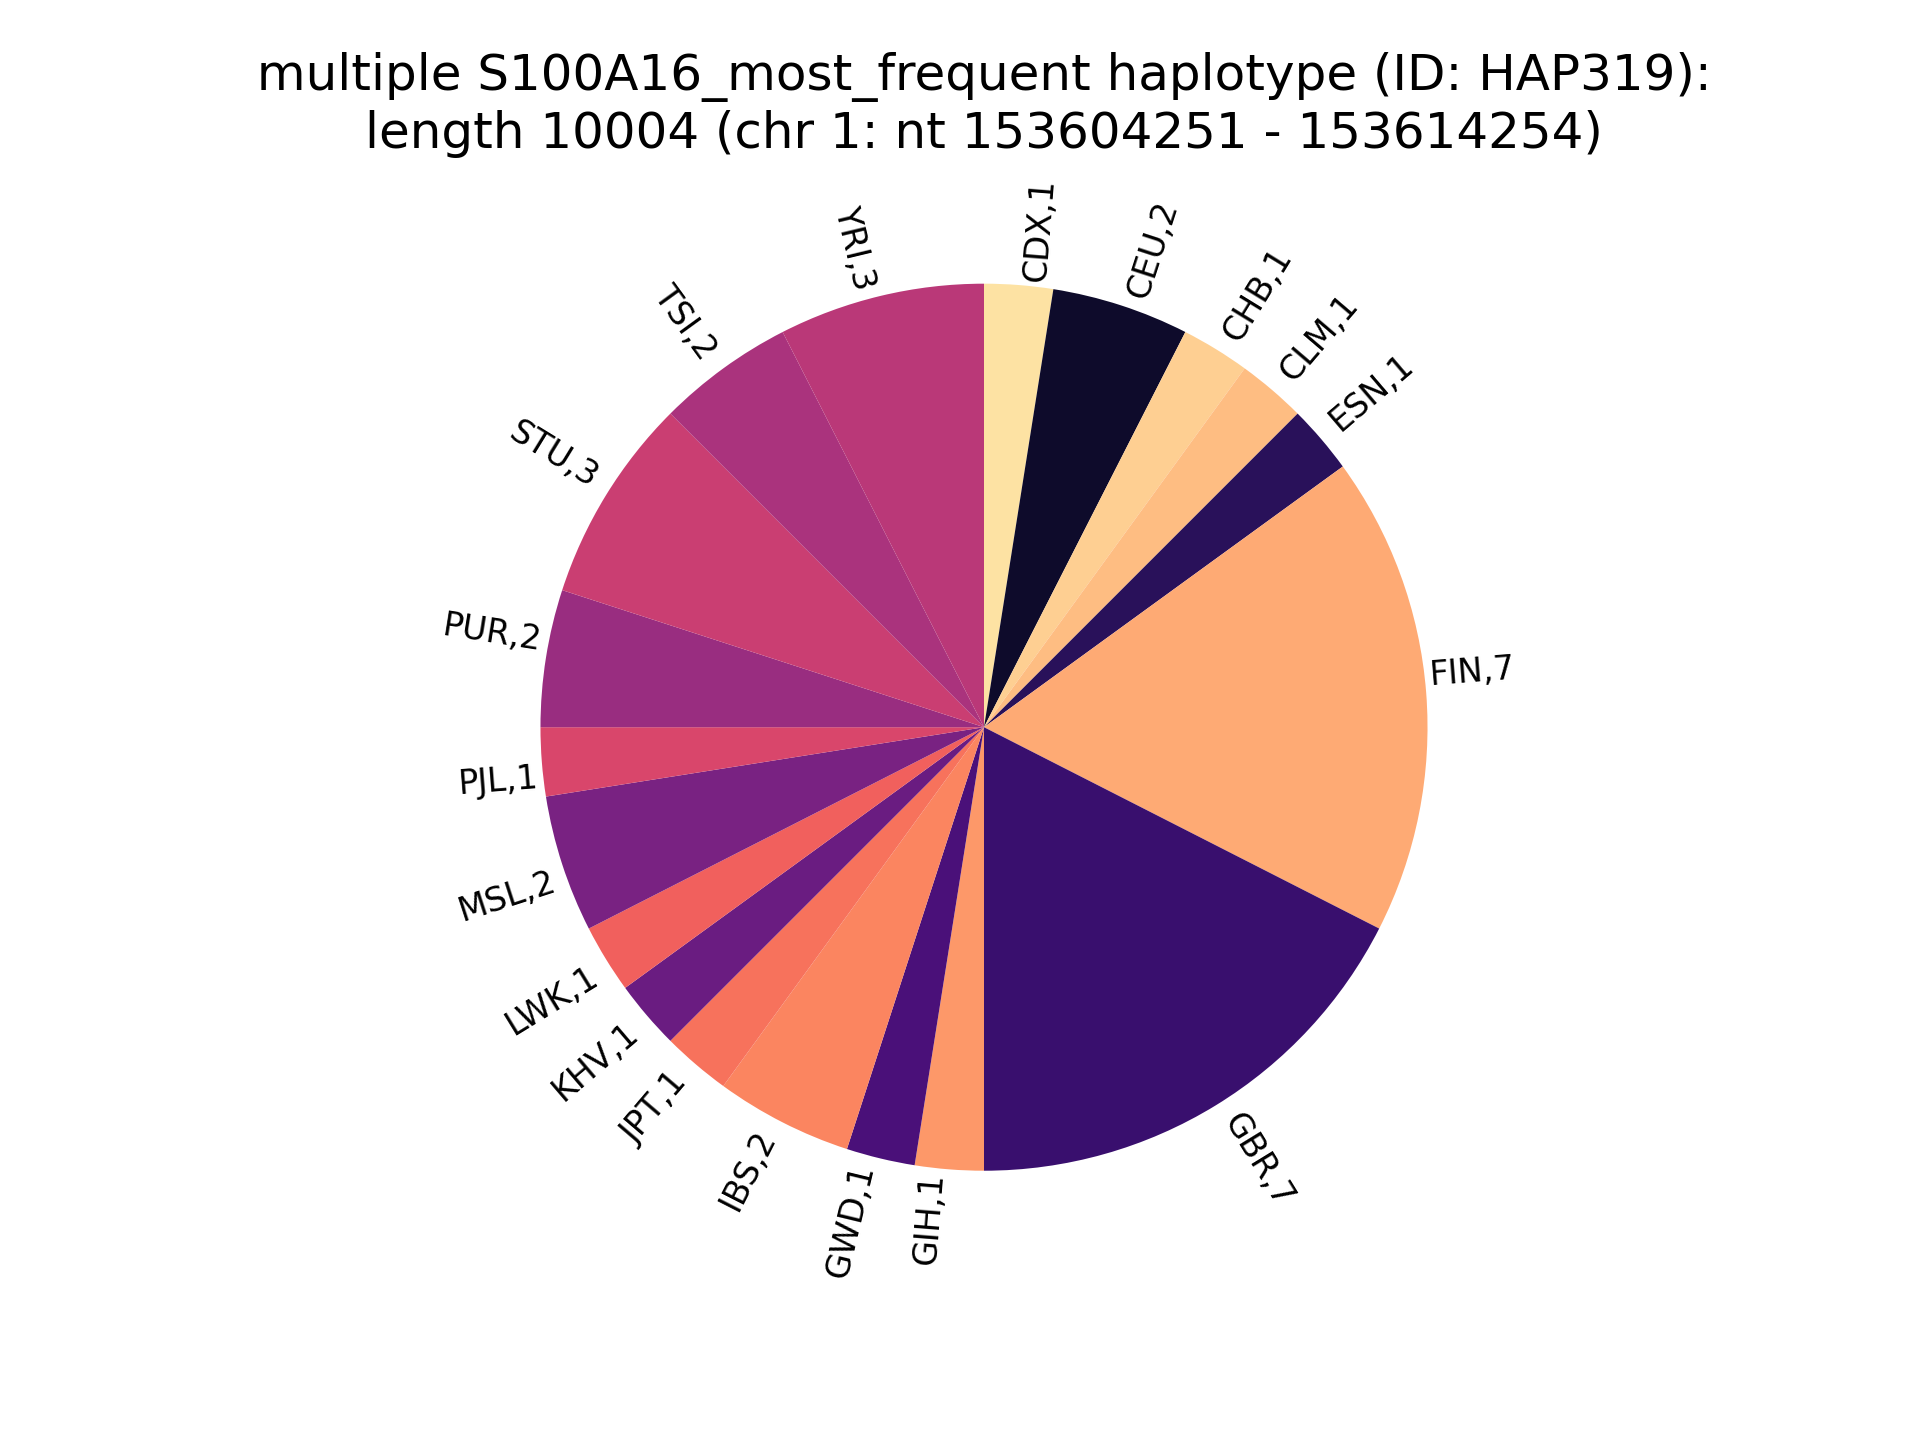 multiple S100A16_most_frequent haplotype (ID: HAP319):
length 10004 (chr 1: nt 153604251 - 153614254)
CDX,1
CEU,2
CHB,1
CLM,1
ESN,1
FIN,7
GBR,7
GIH,1
GWD,1
IBS,2
JPT,1
KHV,1
LWK,1
MSL,2
PJL,1
PUR,2
STU,3
TSI,2
YRI,3